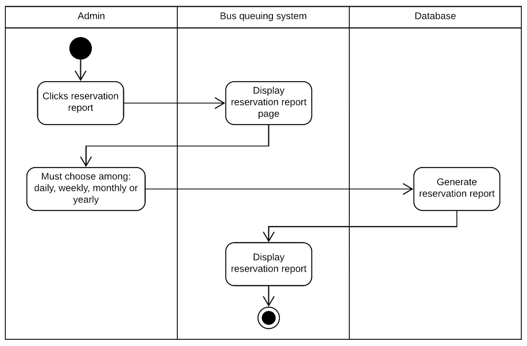 Admin
Bus queuing system
Database
Clicks reservation
report
Display
reservation report
page
Must choose among:
daily, weekly, monthly or
yearly
Generate
reservation report
Display
reservation report